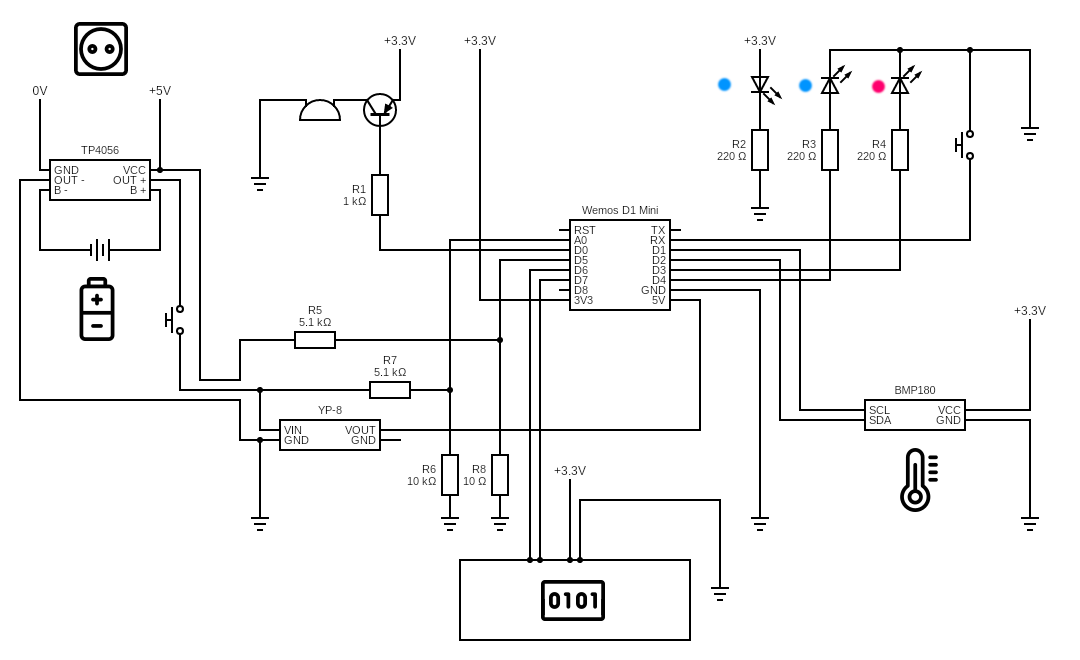 +3.3V
+3.3V
+3.3V
0V
+5V
TP4056
GND VCC
OUT - OUT +
B - B +
R1
1 kΩ
R2
220 Ω
R3
220 Ω
R4
220 Ω
Wemos D1 Mini
RST TX
A0 RX
D0 D1
D5 D2
D6 D3
D7 D4
D8 GND
3V3 5V
R5
5.1 kΩ
R7
5.1 kΩ
YP-8
VIN VOUT
GND GND
R6
10 kΩ
R8
10 Ω
+3.3V
+3.3V
BMP180
SCL VCC
SDA GND
0101